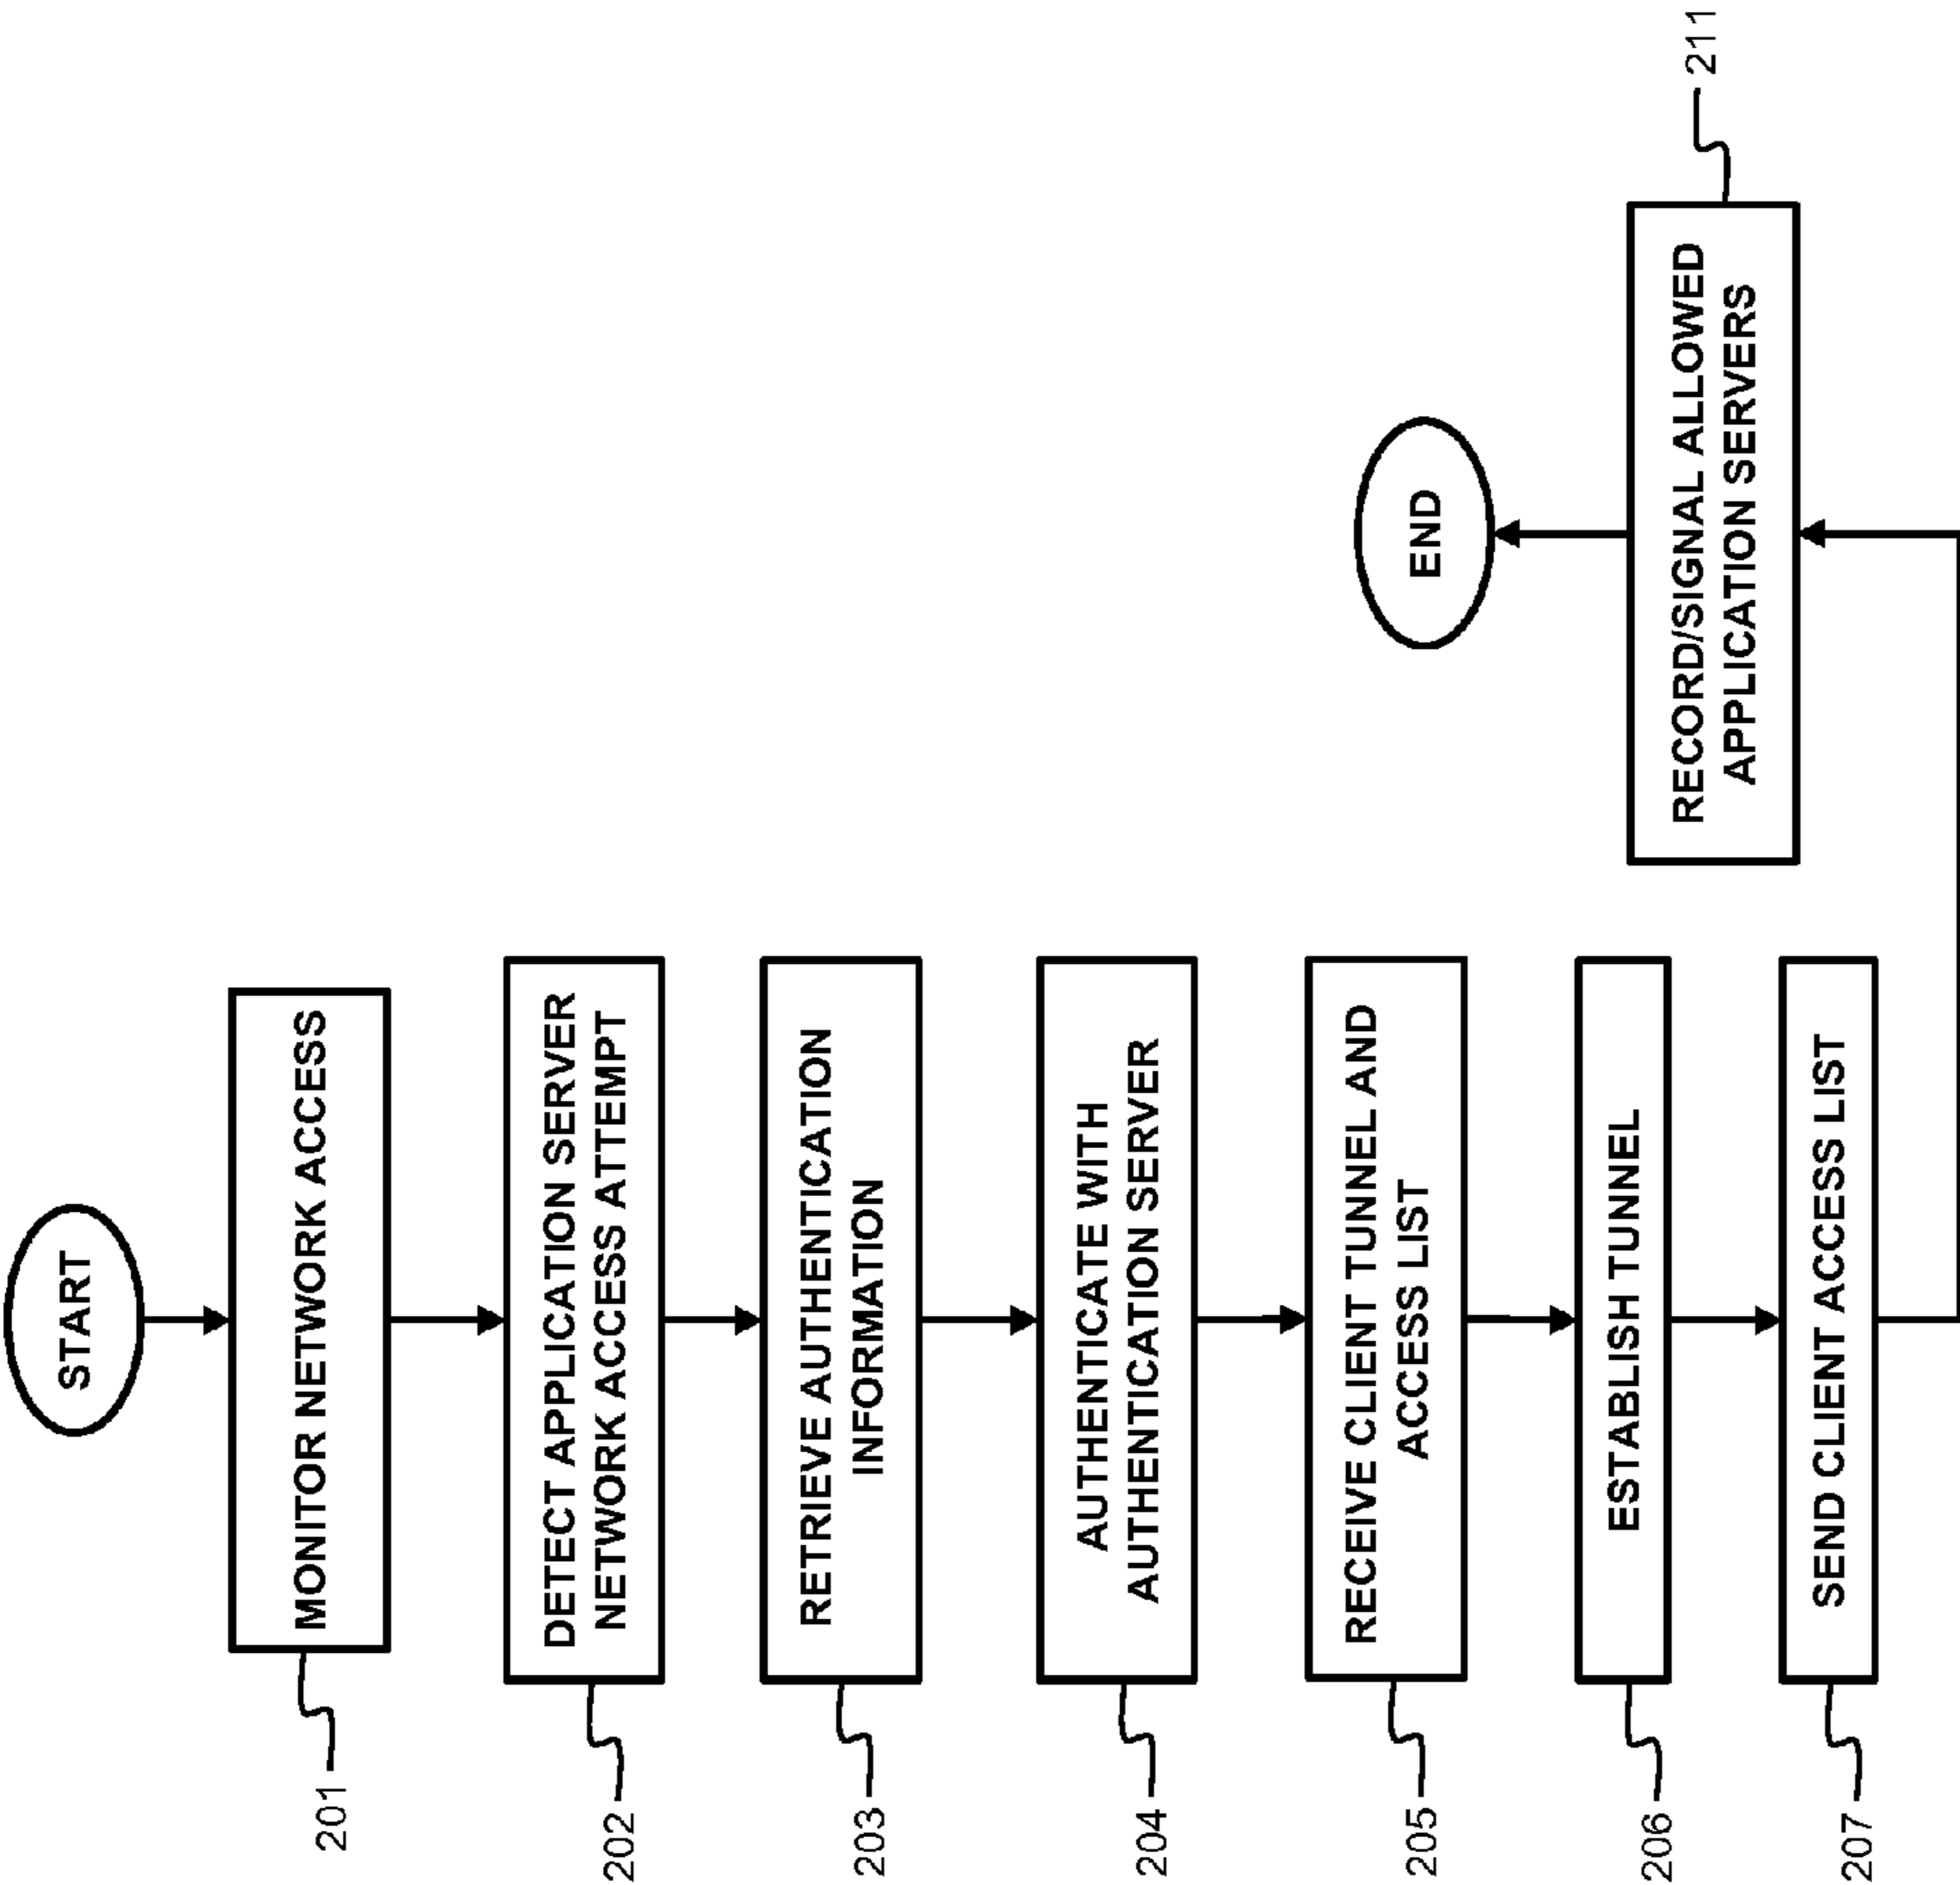 START
MONITOR NETWORK ACCESS
201
DETECT APPLICATION SERVER
NETWORK ACCESS ATTEMPT
202
RETRIEVE AUTHENTICATION
INFORMATION
203
AUTHENTICATE WITH
AUTHENTICATION SERVER
204
RECEIVE CLIENT TUNNEL AND
ACCESS LIST
205
ESTABLISH TUNNEL
206
SEND CLIENT ACCESS LIST
207
RECORD/SIGNAL ALLOWED
APPLICATION SERVERS
211
END